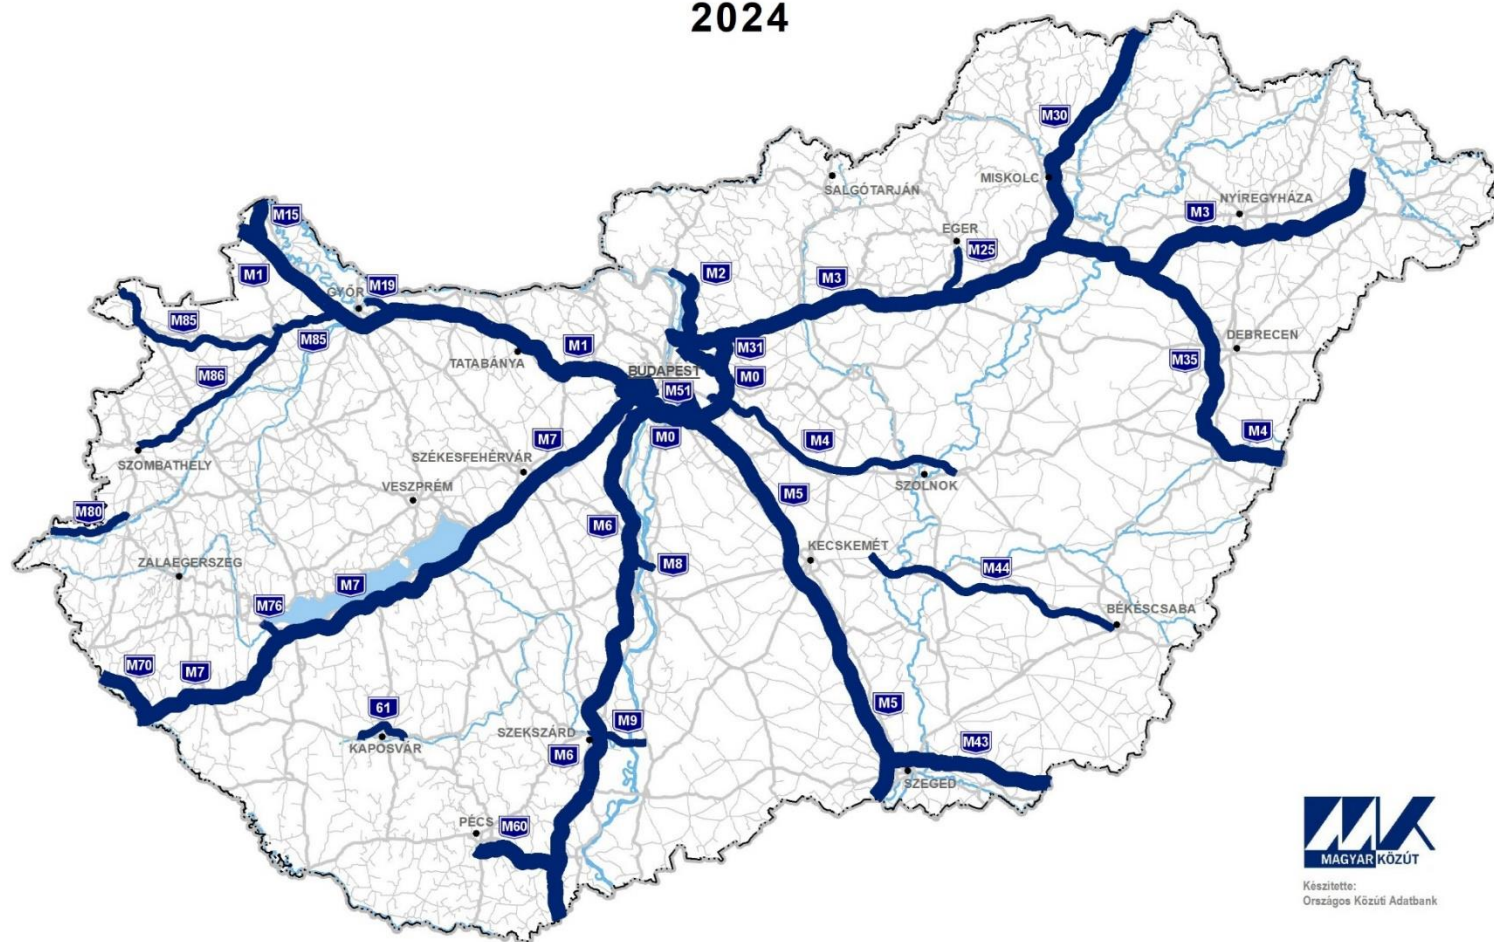 2024
M30
MISKOLC
SALGÓTARJÁN
NYÍREGYHÁZA
M3
M15
EGER
M25
M2
M3
M1
M19
GYŐR
M85
M85
M1
TATABÁNYA
M31
DEBRECEN
M35
M86
BUDAPEST
M0
M51
M0
M4
M4
M7
SZÉKESFEHÉRVÁR
SZOMBATHELY
VESZPRÉM
SZOLNOK
M5
M80
M6
KECSKEMÉT
ZALAEGERSZEG
M8
M44
M7
M76
BÉKÉSCSABA
M70
M7
61
KAPOSVÁR
SZEKSZÁRD
M9
M6
M5
M43
SZEGED
PÉCS
M60
MK
MAGYAR KÖZÚT
Készítette:
Országos Közúti Adatbank